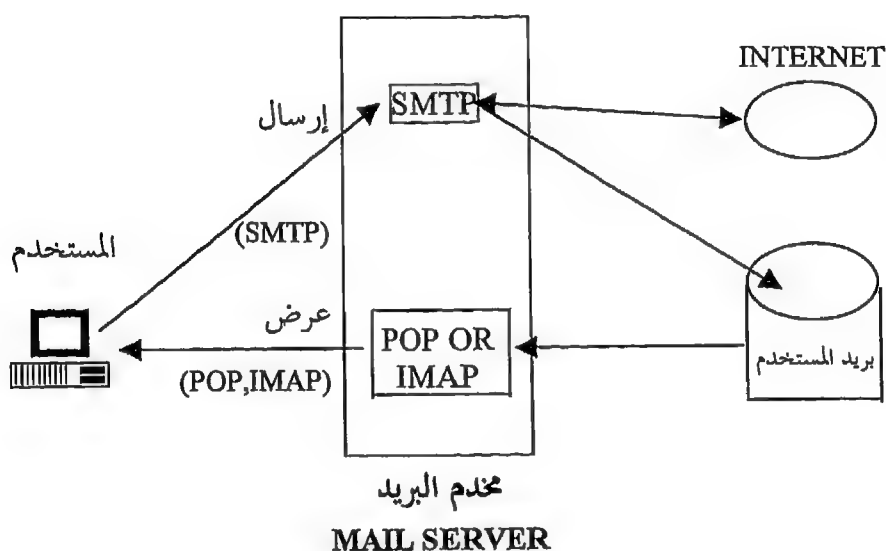 INTERNET
SMTP
إرسال
(SMTP)
المستخدم
عرض
POP OR
IMAP
(POP,IMAP)
بريد المستخدم
مخدم البريد
MAIL SERVER